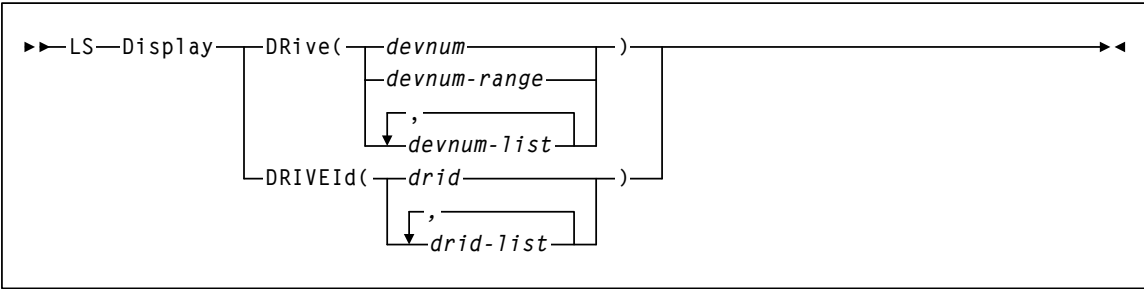 LS Display DRive( devnum )
devnum-range
,
devnum-list
DRIVEId( drid )
,
drid-list